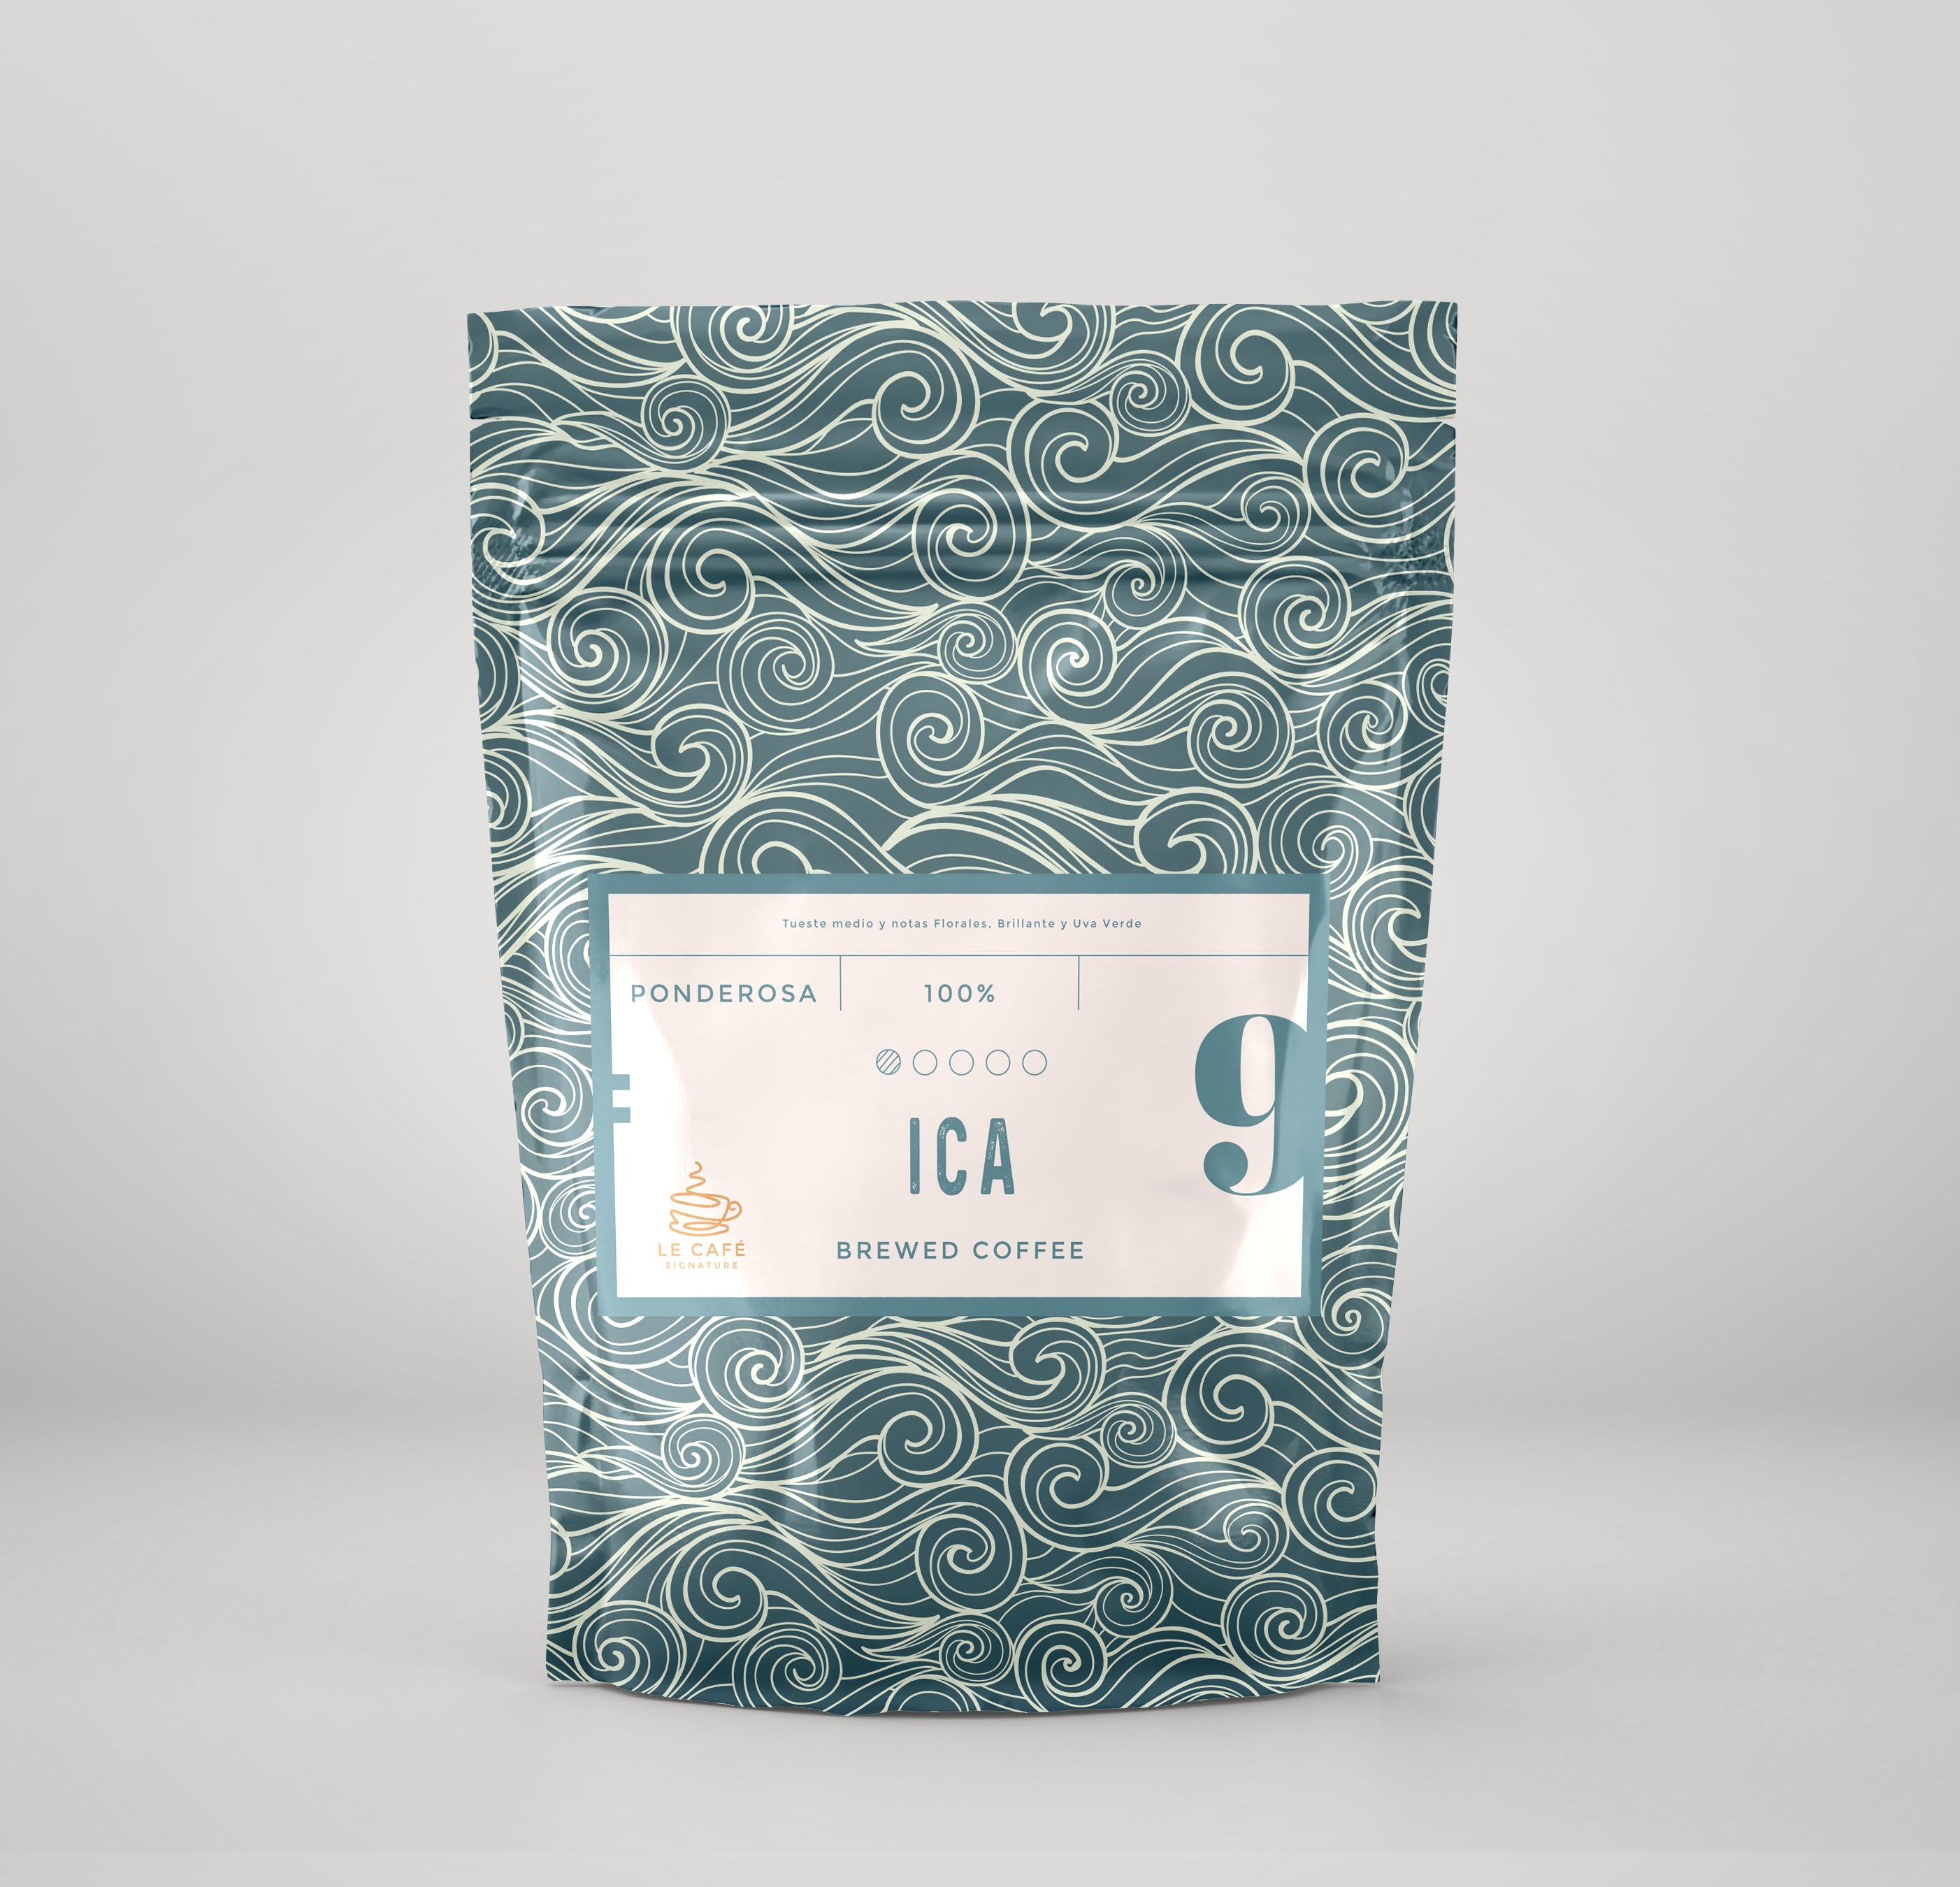 Tueste medio y notas Florales, Brillante y Uva Verde
PONDEROSA
100%
9
ICA
LE CAFÉ
SIGNATURE
BREWED COFFEE